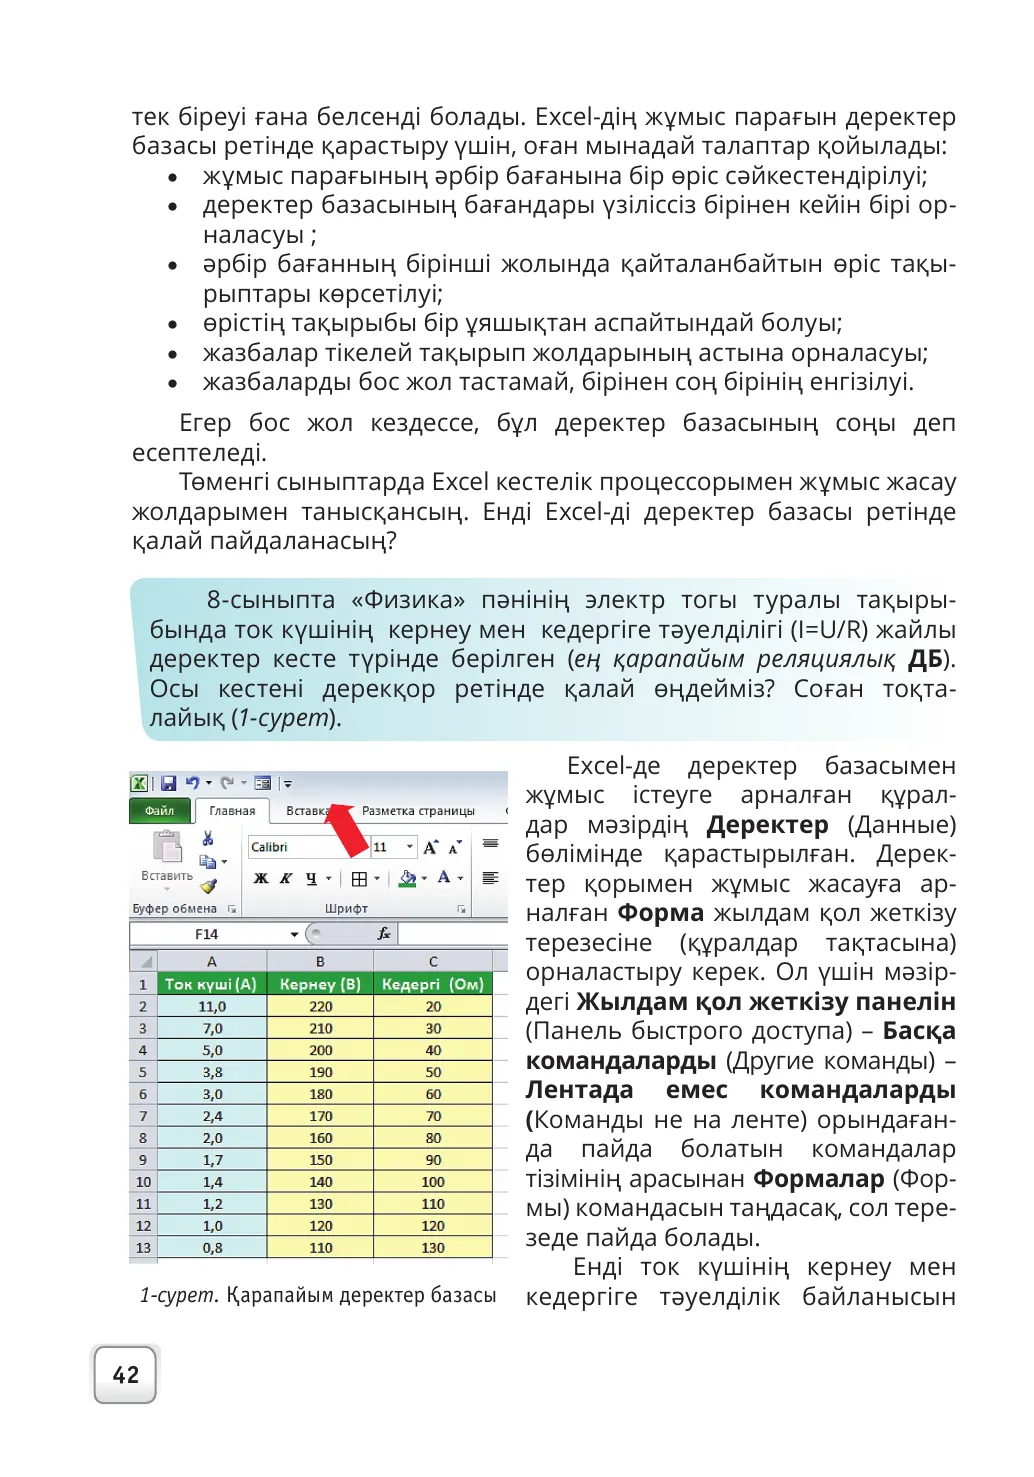 тек біреуі ғана белсенді болады. Excel-дің жұмыс парағын деректер
базасы ретінде қарастыру үшін, оған мынадай талаптар қойылады:
• жұмыс парағының әрбір бағанына бір өріс сәйкестендірілуі;
• деректер базасының бағандары үзіліссіз бірінен кейін бірі ор-
наласуы ;
• әрбір бағанның бірінші жолында қайталанбайтын өріс тақы-
рыптары көрсетілуі;
• өрістің тақырыбы бір ұяшықтан аспайтындай болуы;
• жазбалар тікелей тақырып жолдарының астына орналасуы;
• жазбаларды бос жол тастамай, бірінен соң бірінің енгізілуі.
Егер бос жол кездессе, бұл деректер базасының соңы деп
есептеледі.
Төменгі сыныптарда Excel кестелік процессорымен жұмыс жасау
жолдарымен танысқансың. Енді Excel-ді деректер базасы ретінде
қалай пайдаланасың?
8-сыныпта «Физика» пәнінің электр тогы туралы тақыры-
бында ток күшінің кернеу мен кедергіге тәуелділігі (I=U/R) жайлы
деректер кесте түрінде берілген (ең қарапайым реляциялық ДБ).
Осы кестені дерекқор ретінде қалай өңдейміз? Соған тоқта-
лайық (1-сурет).
Файл Главная Вставка Разметка страницы
Вставить
Calibri 11
Ж К Ч
Буфер обмена Шрифт
F14 fx
A B C
1 Ток күші (А) Кернеу (В) Кедергі (Ом)
2 11,0 220 20
3 7,0 210 30
4 5,0 200 40
5 3,8 190 50
6 3,0 180 60
7 2,4 170 70
8 2,0 160 80
9 1,7 150 90
10 1,4 140 100
11 1,2 130 110
12 1,0 120 120
13 0,8 110 130
1-сурет. Қарапайым деректер базасы
Excel-де деректер базасымен
жұмыс істеуге арналған құрал-
дар мәзірдің Деректер (Данные)
бөлімінде қарастырылған. Дерек-
тер қорымен жұмыс жасауға ар-
налған Форма жылдам қол жеткізу
терезесіне (құралдар тақтасына)
орналастыру керек. Ол үшін мәзір-
дегі Жылдам қол жеткізу панелін
(Панель быстрого доступа) – Басқа
командаларды (Другие команды) –
Лентада емес командаларды
(Команды не на ленте) орындаған-
да пайда болатын командалар
тізімінің арасынан Формалар (Фор-
мы) командасын таңдасақ, сол тере-
зеде пайда болады.
Енді ток күшінің кернеу мен
кедергіге тәуелділік байланысын
42